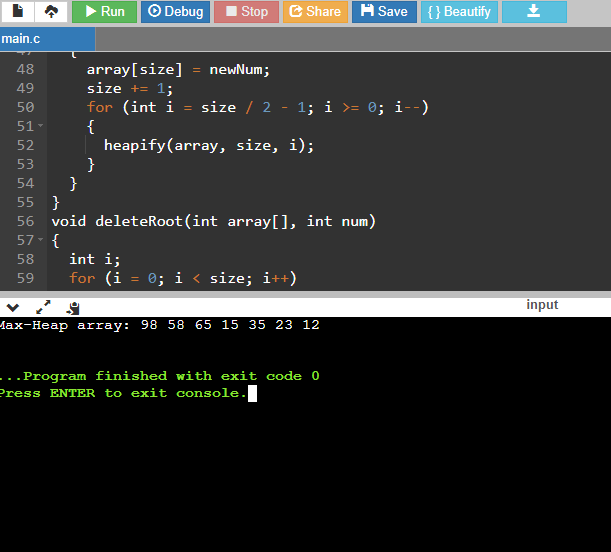 Run Debug Stop Share Save { } Beautify
main.c
47 {
48 array[size] = newNum;
49 size += 1;
50 for (int i = size / 2 - 1; i >= 0; i--)
51 {
52 heapify(array, size, i);
53 }
54 }
55 }
56 void deleteRoot(int array[], int num)
57 {
58 int i;
59 for (i = 0; i < size; i++)
input
Max-Heap array: 98 58 65 15 35 23 12
...Program finished with exit code 0
Press ENTER to exit console.